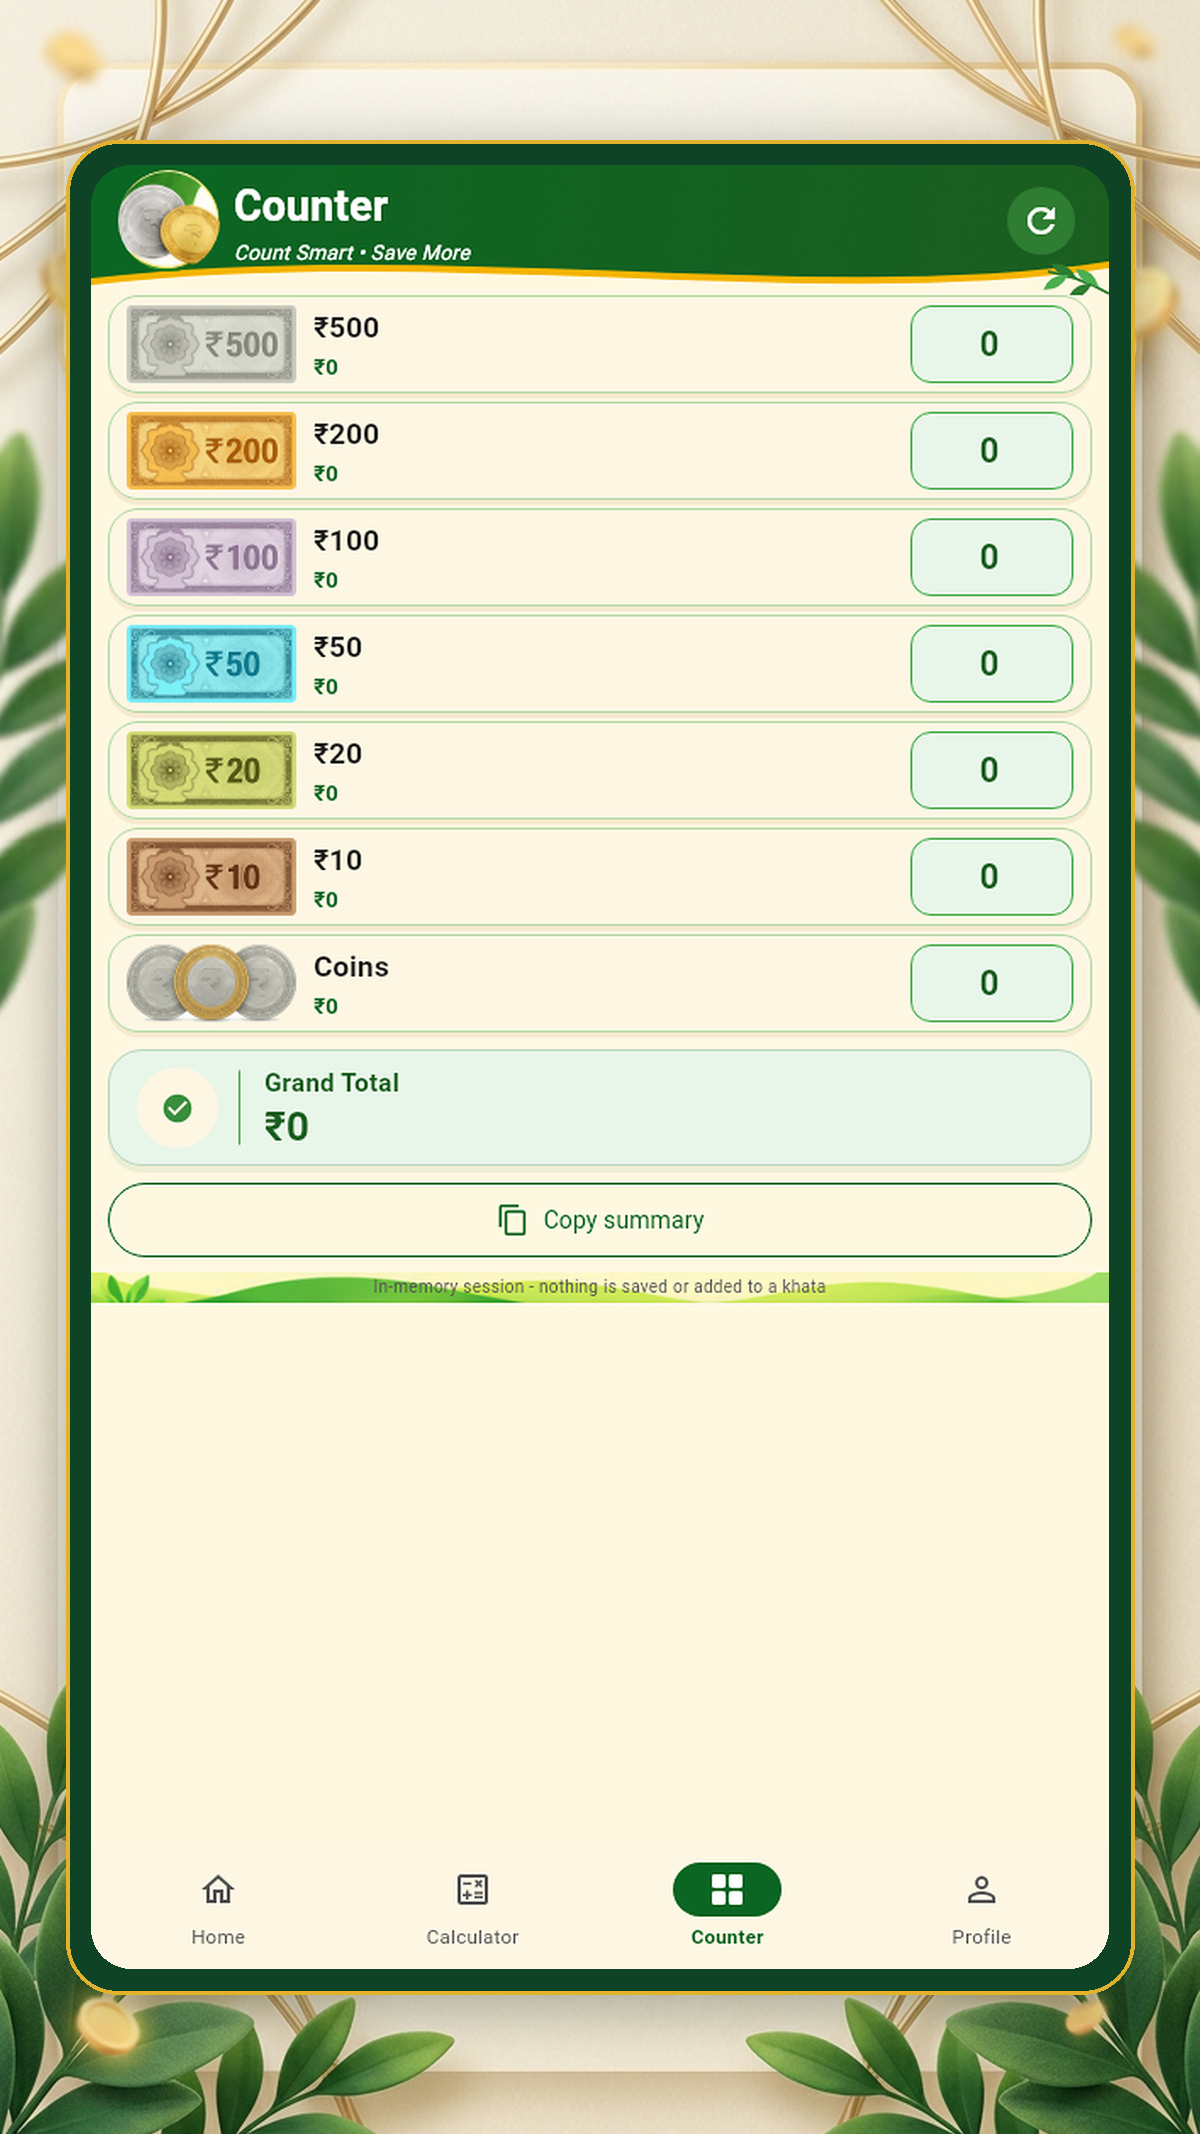 Counter
Count Smart • Save More
₹500
₹500
₹0
0
₹200
₹200
₹0
0
₹100
₹100
₹0
0
₹50
₹50
₹0
0
₹20
₹20
₹0
0
₹10
₹10
₹0
0
Coins
₹0
0
Grand Total
₹0
Copy summary
In-memory session - nothing is saved or added to a khata
Home
Calculator
Counter
Profile